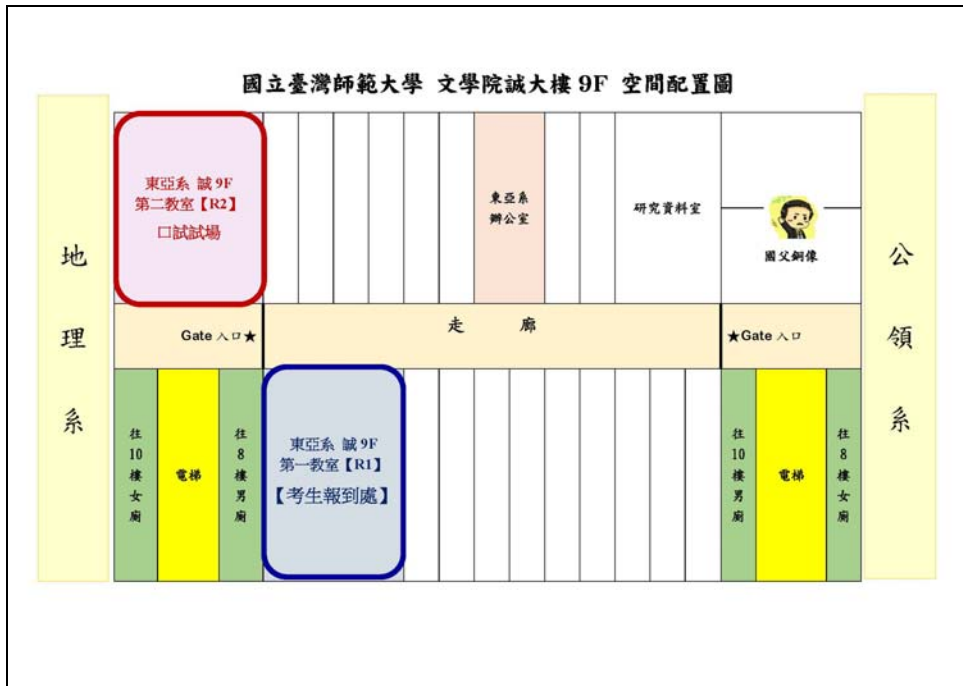 國立臺灣師範大學 文學院誠大樓 9F 空間配置圖
地理系
東亞系 誠 9F
第二教室【R2】
口試試場
東亞系
辦公室
研究資料室
國父銅像
公領系
Gate 入口★
走廊
★Gate 入口
往10樓女廁
電梯
往8樓男廁
東亞系 誠 9F
第一教室【R1】
【考生報到處】
往10樓男廁
電梯
往8樓女廁